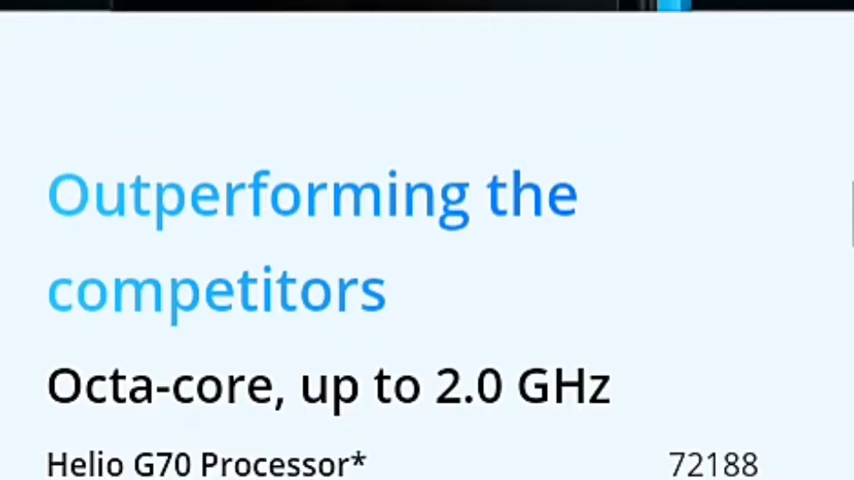 Outperforming the
competitors
Octa-core, up to 2.0 GHz
Helio G70 Processor* 72188